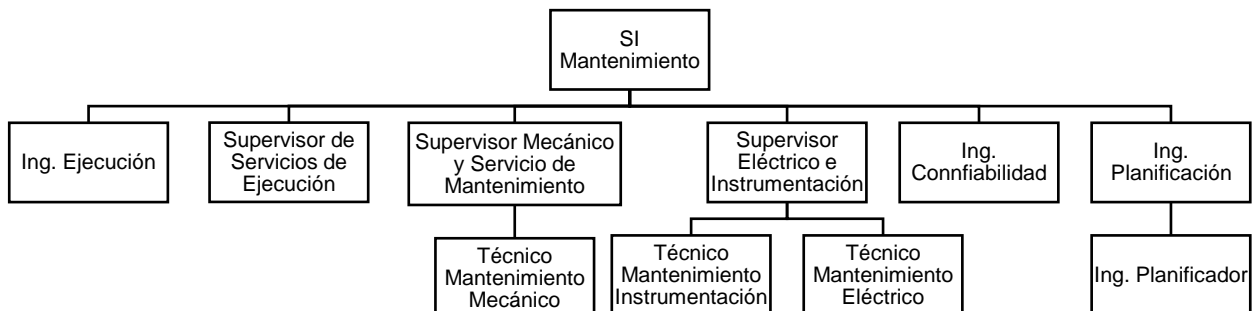 SI
Mantenimiento
Ing. Ejecución
Supervisor de
Servicios de
Ejecución
Supervisor Mecánico
y Servicio de
Mantenimiento
Supervisor
Eléctrico e
Instrumentación
Ing.
Connfiabilidad
Ing.
Planificación
Técnico
Mantenimiento
Mecánico
Técnico
Mantenimiento
Instrumentación
Técnico
Mantenimiento
Eléctrico
Ing. Planificador